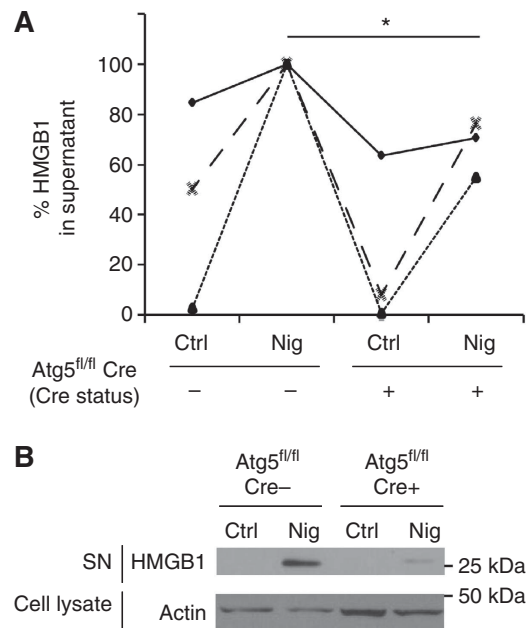 A
*
% HMGB1
in supernatant
100
80
60
40
20
0
Ctrl Nig Ctrl Nig
Atg5fl/fl Cre
(Cre status)
– – + +
B
Atg5fl/fl
Cre–
Atg5fl/fl
Cre+
Ctrl Nig Ctrl Nig
SN HMGB1 25 kDa
50 kDa
Cell lysate Actin